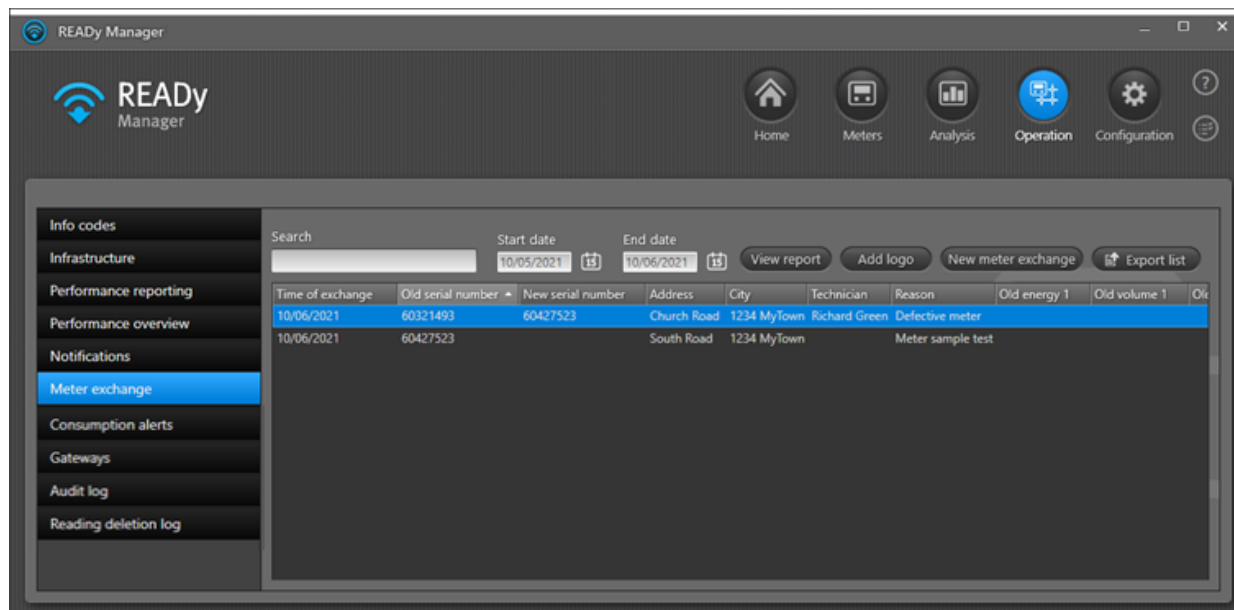 READy Manager
READy
Manager
Home Meters Analysis Operation Configuration
Info codes
Infrastructure
Performance reporting
Performance overview
Notifications
Meter exchange
Consumption alerts
Gateways
Audit log
Reading deletion log
Search Start date End date
10/05/2021 15 10/06/2021 15 View report Add logo New meter exchange Export list
Time of exchange Old serial number New serial number Address City Technician Reason Old energy 1 Old volume 1
10/06/2021 60321493 60427523 Church Road 1234 MyTown Richard Green Defective meter
10/06/2021 60427523 South Road 1234 MyTown Meter sample test